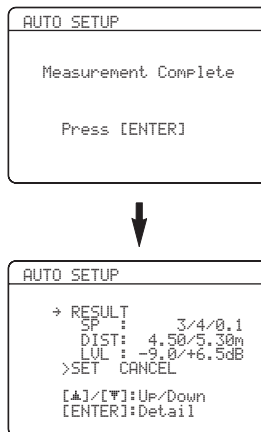 AUTO SETUP
Measurement Complete
Press [ENTER]
AUTO SETUP
→ RESULT
SP : 3/4/0.1
DIST: 4.50/5.30m
LVL : -9.0/+6.5dB
>SET CANCEL
[▲]/[▼]:Up/Down
[ENTER]:Detail